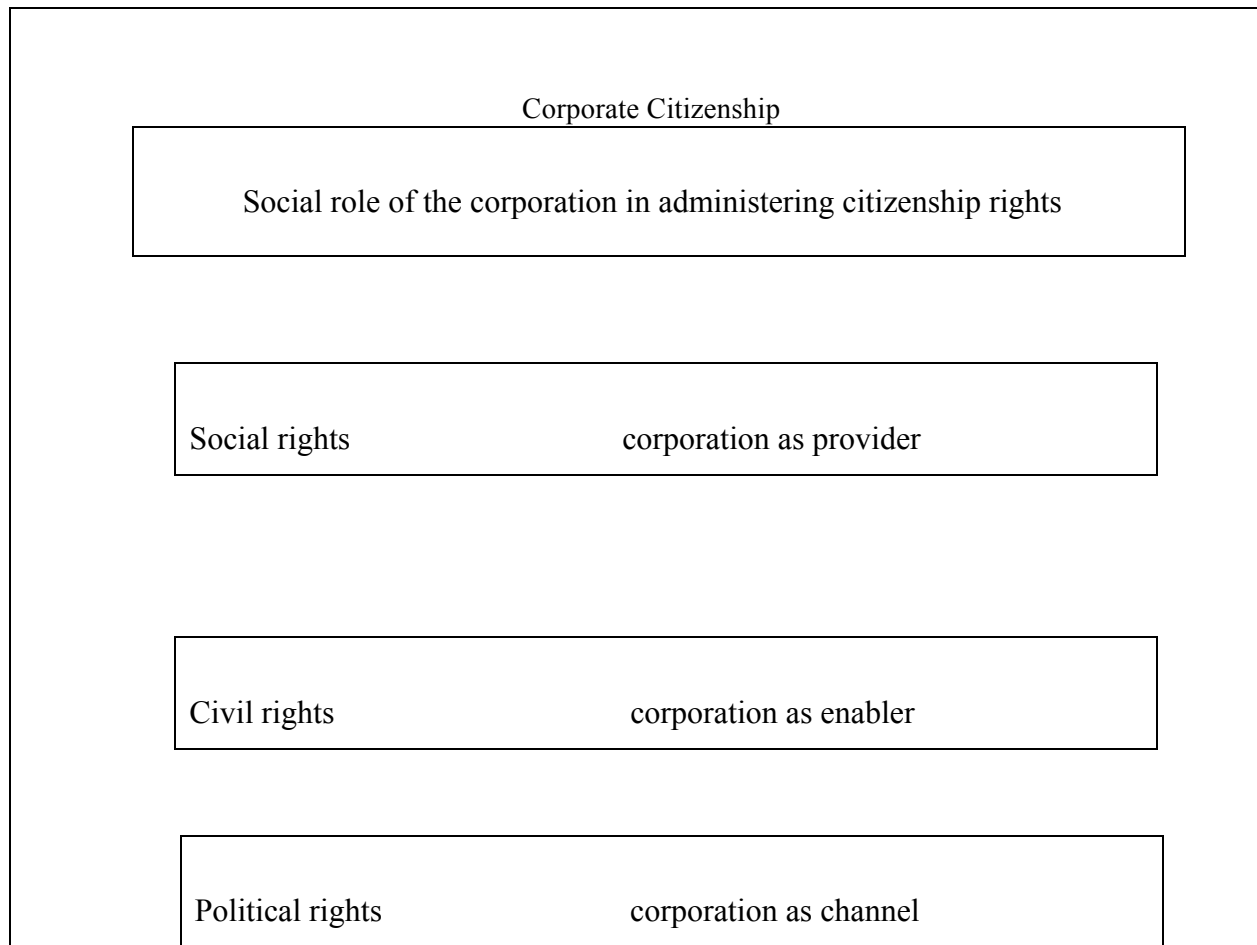 Corporate Citizenship
Social role of the corporation in administering citizenship rights
Social rights corporation as provider
Civil rights corporation as enabler
Political rights corporation as channel